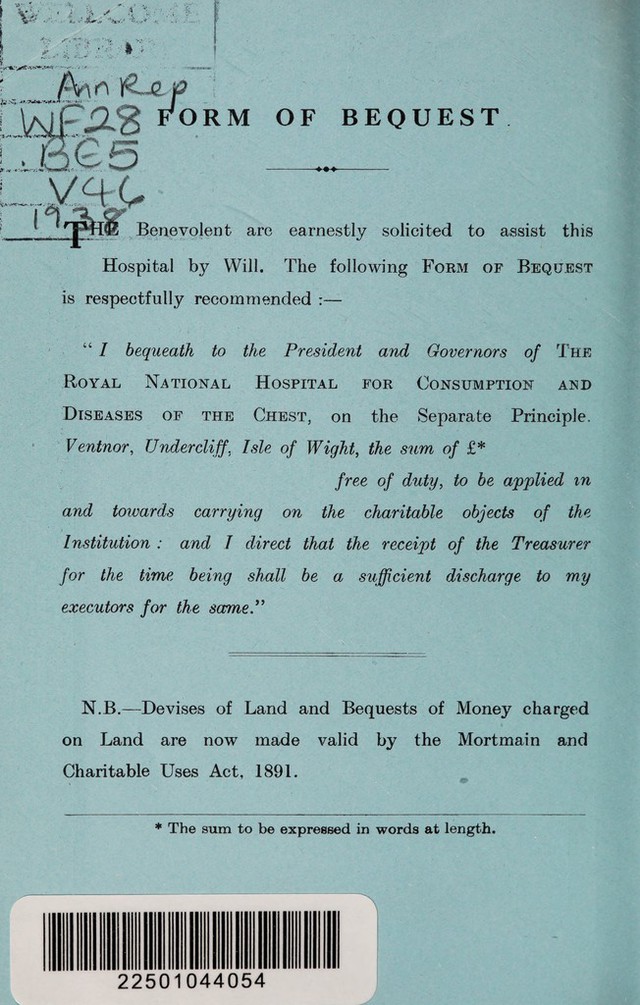 WELLCOME
LIBRARY
Ann Rep
WF28
.BE5
V46
1938
FORM OF BEQUEST
THE Benevolent are earnestly solicited to assist this
Hospital by Will. The following FORM OF BEQUEST
is respectfully recommended :—
“ I bequeath to the President and Governors of THE
ROYAL NATIONAL HOSPITAL FOR CONSUMPTION AND
DISEASES OF THE CHEST, on the Separate Principle.
Ventnor, Undercliff, Isle of Wight, the sum of £*
free of duty, to be applied in
and towards carrying on the charitable objects of the
Institution : and I direct that the receipt of the Treasurer
for the time being shall be a sufficient discharge to my
executors for the same.”
N.B.—Devises of Land and Bequests of Money charged
on Land are now made valid by the Mortmain and
Charitable Uses Act, 1891.
* The sum to be expressed in words at length.
22501044054